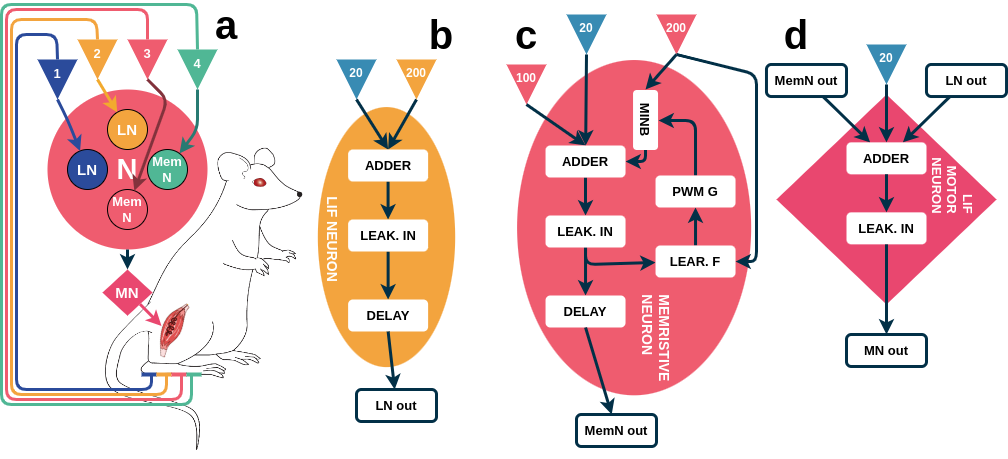 a
1
2
3
4
LN
LN
N
Mem
N
Mem
N
MN
b
20
200
ADDER
LEAK. IN
DELAY
LIF NEURON
LN out
c
100
20
200
MINB
ADDER
PWM G
LEAK. IN
LEAR. F
DELAY
MEMRISTIVE
NEURON
MemN out
d
20
MemN out
LN out
ADDER
LEAK. IN
LIF
MOTOR
NEURON
MN out